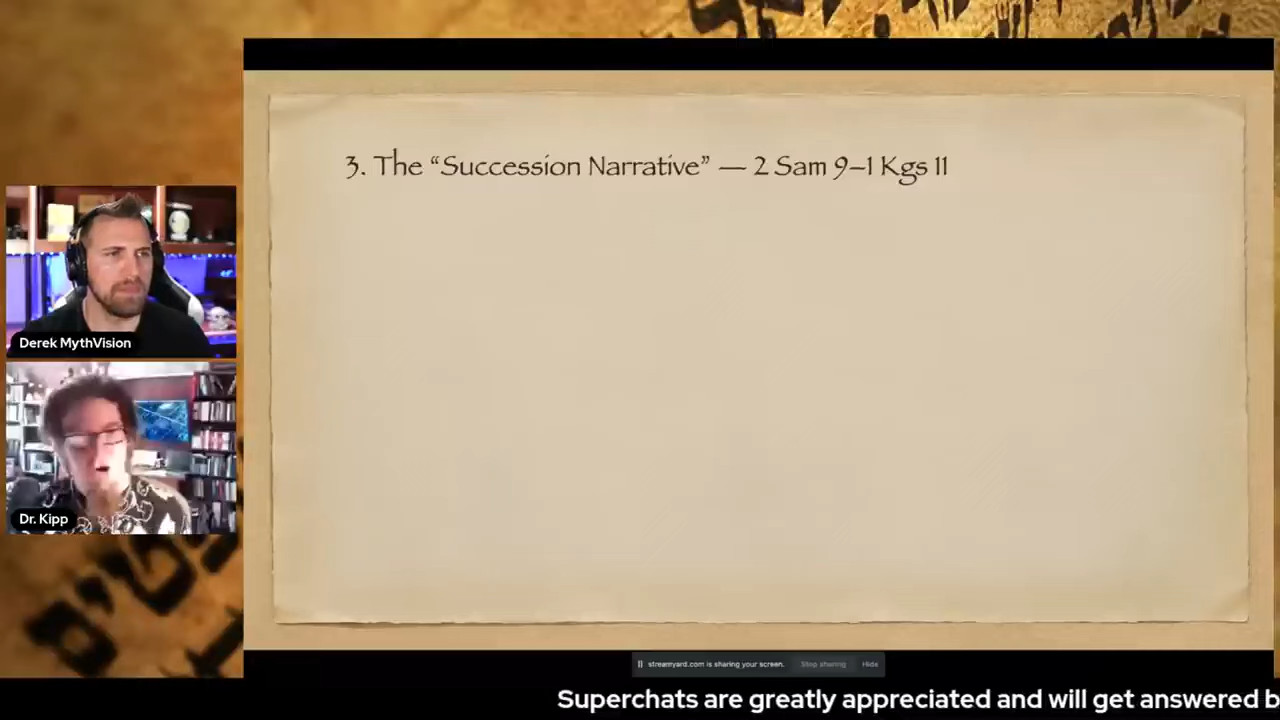 3. The “Succession Narrative” — 2 Sam 9–1 Kgs 11
Derek MythVision
Dr. Kipp
streamyard.com is sharing your screen. Stop sharing Hide
Superchats are greatly appreciated and will get answered b